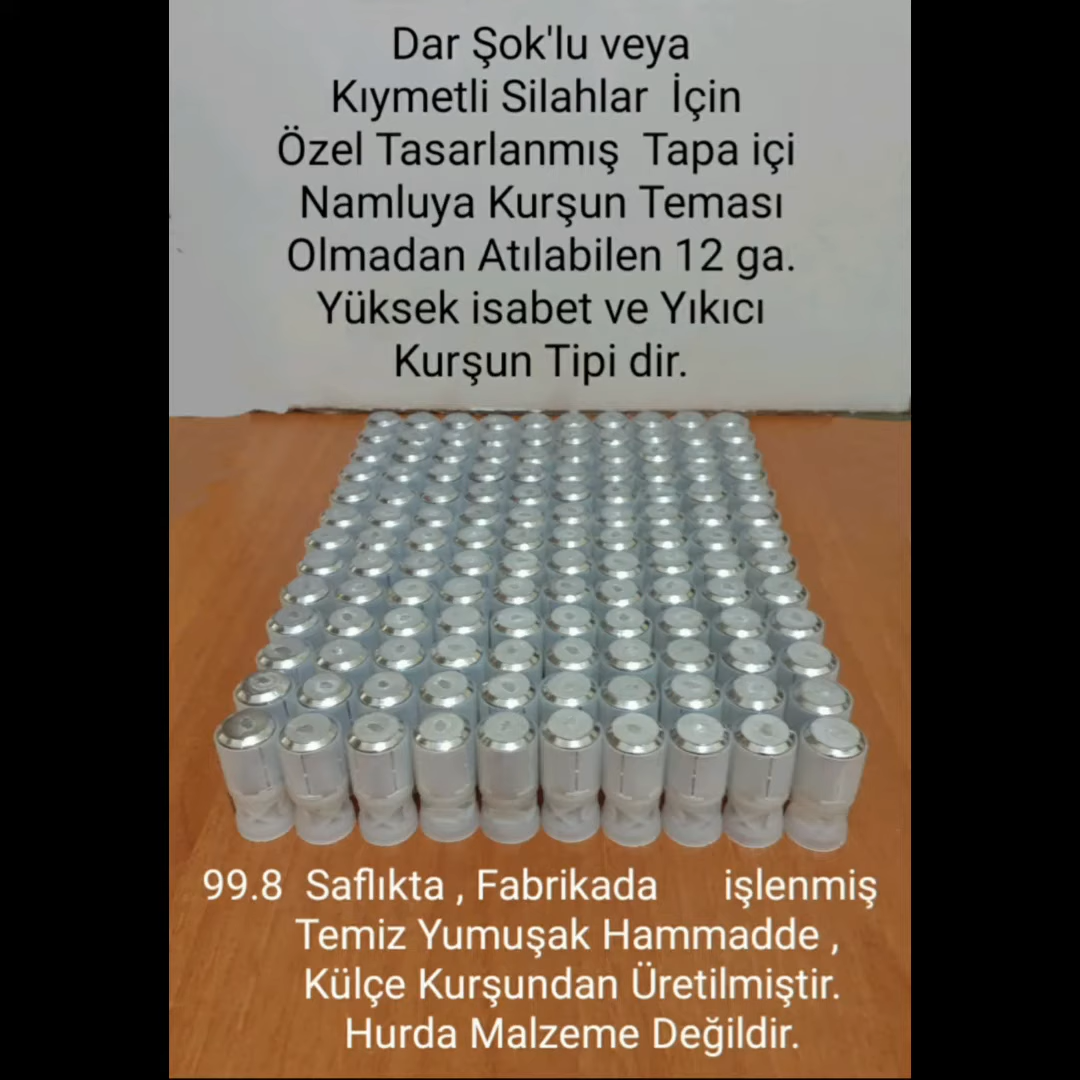 Dar Şok'lu veya
Kıymetli Silahlar İçin
Özel Tasarlanmış Tapa içi
Namluya Kurşun Teması
Olmadan Atılabilen 12 ga.
Yüksek isabet ve Yıkıcı
Kurşun Tipi dir.
99.8 Saflıkta , Fabrikada işlenmiş
Temiz Yumuşak Hammadde ,
Külçe Kurşundan Üretilmiştir.
Hurda Malzeme Değildir.